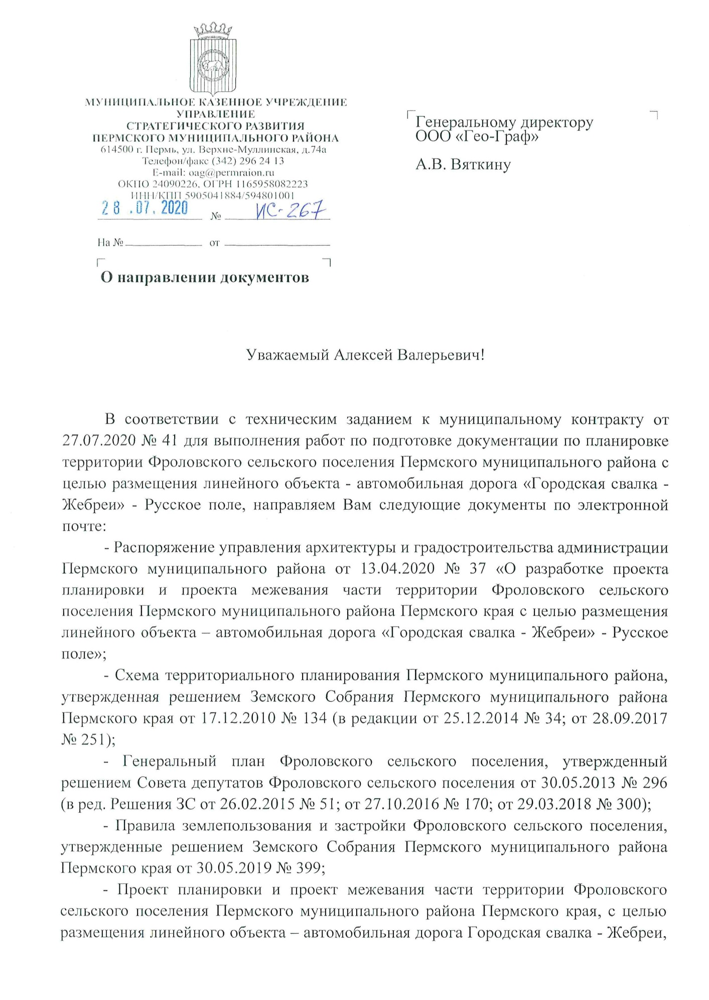 МУНИЦИПАЛЬНОЕ КАЗЕННОЕ УЧРЕЖДЕНИЕ
УПРАВЛЕНИЕ
СТРАТЕГИЧЕСКОГО РАЗВИТИЯ
ПЕРМСКОГО МУНИЦИПАЛЬНОГО РАЙОНА
614500 г. Пермь, ул. Верхне-Муллинская, д.74а
Телефон/факс (342) 296 24 13
E-mail: oag@permraion.ru
ОКПО 24090226, ОГРН 1165958082223
ИНН/КПП 5905041884/594801001
28.07.2020 № ИС-267
На № от
О направлении документов
Генеральному директору
ООО «Гео-Граф»
А.В. Вяткину
Уважаемый Алексей Валерьевич!
В соответствии с техническим заданием к муниципальному контракту от
27.07.2020 № 41 для выполнения работ по подготовке документации по планировке
территории Фроловского сельского поселения Пермского муниципального района с
целью размещения линейного объекта - автомобильная дорога «Городская свалка -
Жебреи» - Русское поле, направляем Вам следующие документы по электронной
почте:
- Распоряжение управления архитектуры и градостроительства администрации
Пермского муниципального района от 13.04.2020 № 37 «О разработке проекта
планировки и проекта межевания части территории Фроловского сельского
поселения Пермского муниципального района Пермского края с целью размещения
линейного объекта – автомобильная дорога «Городская свалка - Жебреи» - Русское
поле»;
- Схема территориального планирования Пермского муниципального района,
утвержденная решением Земского Собрания Пермского муниципального района
Пермского края от 17.12.2010 № 134 (в редакции от 25.12.2014 № 34; от 28.09.2017
№ 251);
- Генеральный план Фроловского сельского поселения, утвержденный
решением Совета депутатов Фроловского сельского поселения от 30.05.2013 № 296
(в ред. Решения ЗС от 26.02.2015 № 51; от 27.10.2016 № 170; от 29.03.2018 № 300);
- Правила землепользования и застройки Фроловского сельского поселения,
утвержденные решением Земского Собрания Пермского муниципального района
Пермского края от 30.05.2019 № 399;
- Проект планировки и проект межевания части территории Фроловского
сельского поселения Пермского муниципального района Пермского края, с целью
размещения линейного объекта – автомобильная дорога Городская свалка - Жебреи,